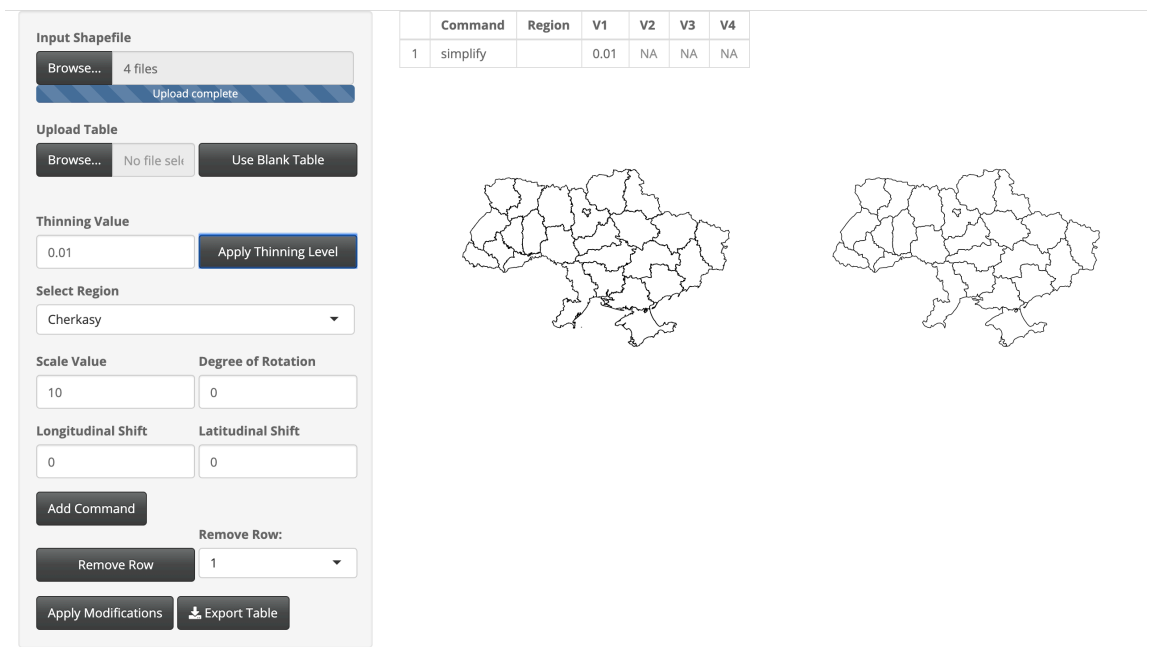 Input Shapefile
Browse... 4 files
Upload complete
Upload Table
Browse... No file sele Use Blank Table
Thinning Value
0.01 Apply Thinning Level
Select Region
Cherkasy
Scale Value Degree of Rotation
10 0
Longitudinal Shift Latitudinal Shift
0 0
Add Command
Remove Row:
Remove Row 1
Apply Modifications Export Table
Command Region V1 V2 V3 V4
1 simplify 0.01 NA NA NA